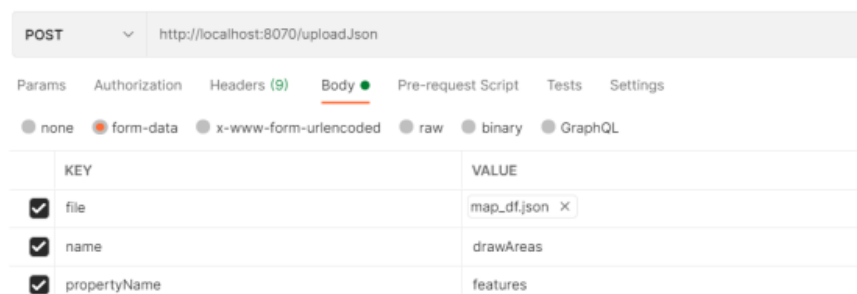 POST http://localhost:8070/uploadJson
Params Authorization Headers (9) Body Pre-request Script Tests Settings
none form-data x-www-form-urlencoded raw binary GraphQL
KEY VALUE
file map_df.json ×
name drawAreas
propertyName features